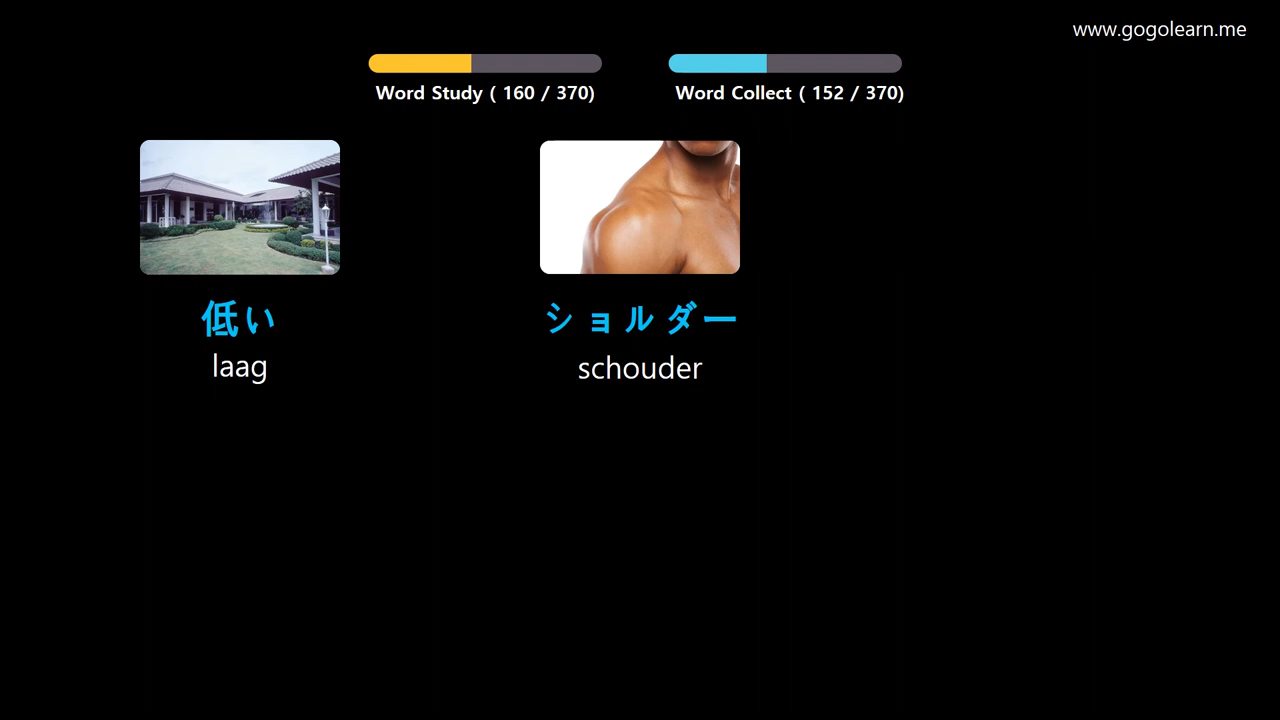 www.gogolearn.me
Word Study ( 160 / 370)
Word Collect ( 152 / 370)
低い
ショルダー
laag
schouder